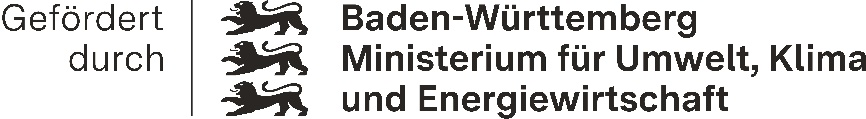 Gefördert
durch
Baden-Württemberg
Ministerium für Umwelt, Klima
und Energiewirtschaft